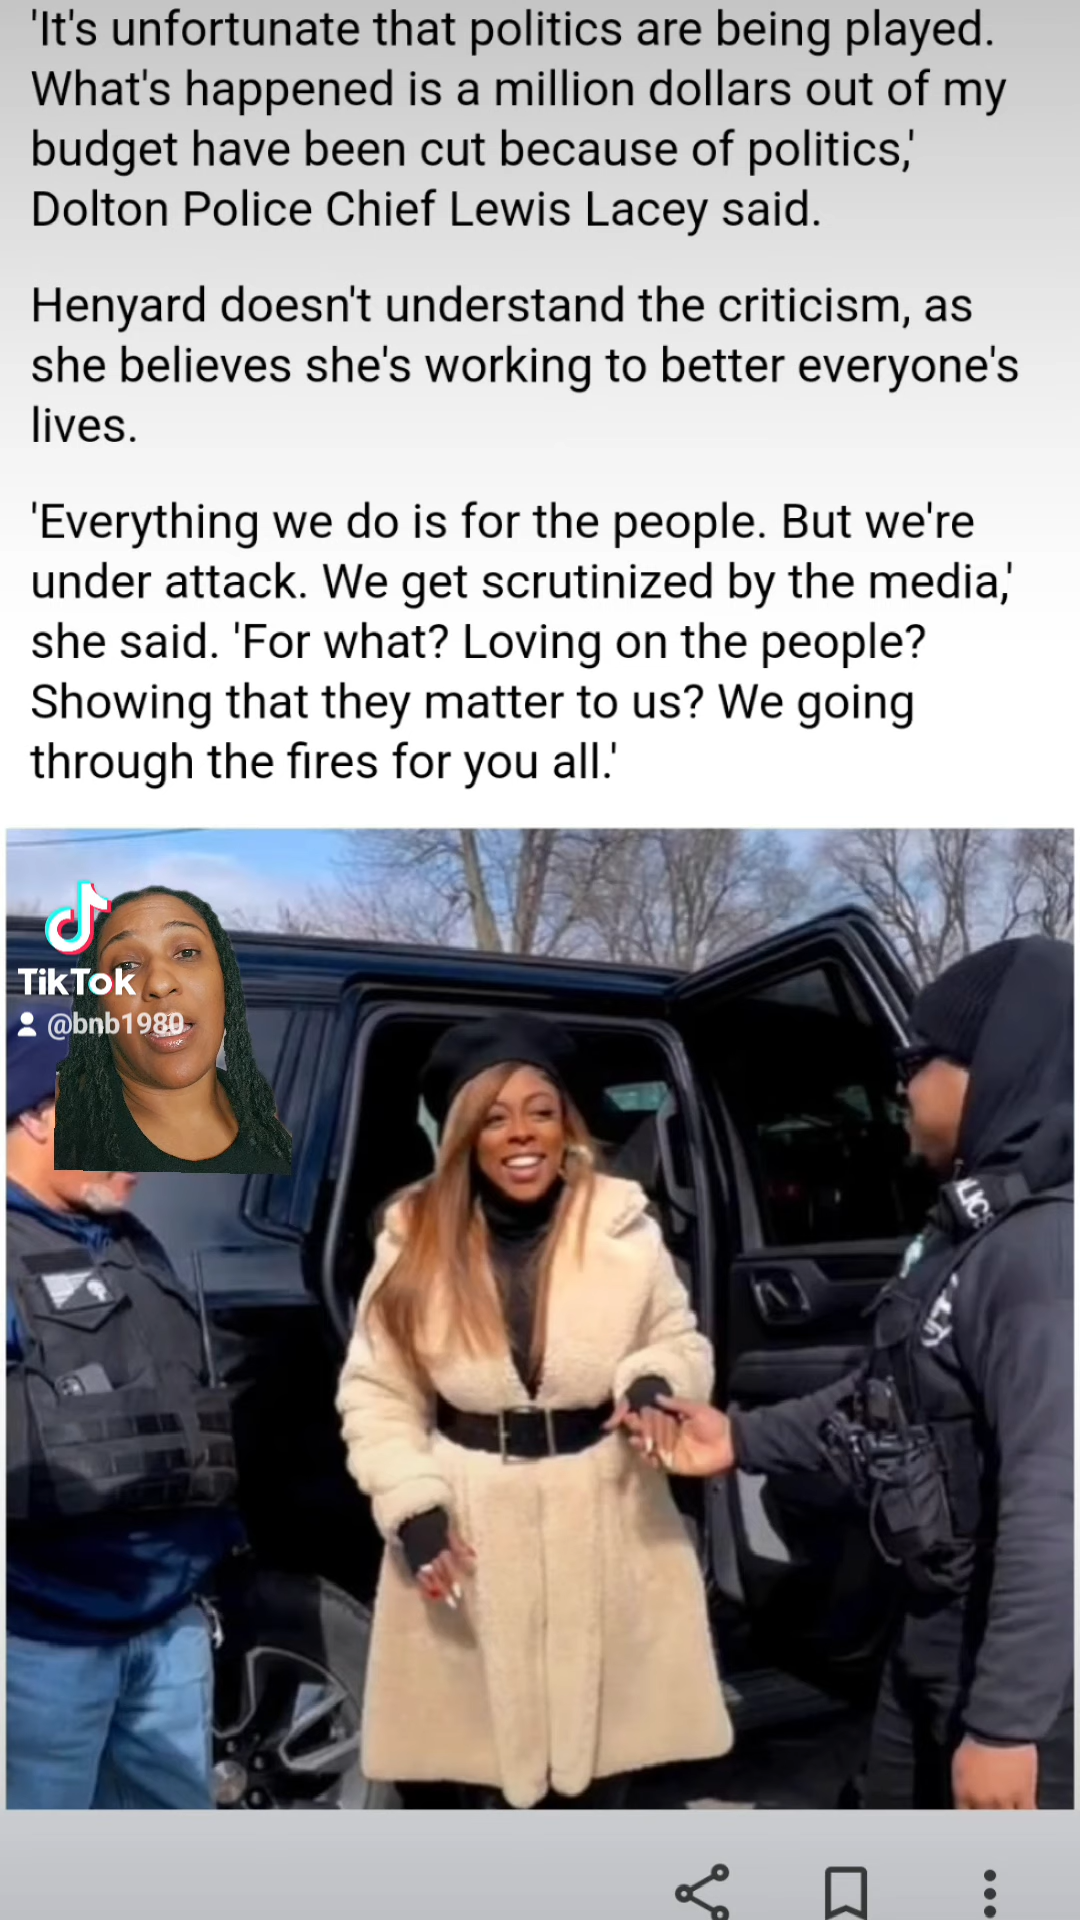 'It's unfortunate that politics are being played.
What's happened is a million dollars out of my
budget have been cut because of politics,'
Dolton Police Chief Lewis Lacey said.
Henyard doesn't understand the criticism, as
she believes she's working to better everyone's
lives.
'Everything we do is for the people. But we're
under attack. We get scrutinized by the media,'
she said. 'For what? Loving on the people?
Showing that they matter to us? We going
through the fires for you all.'
TikTok
@bnb1980